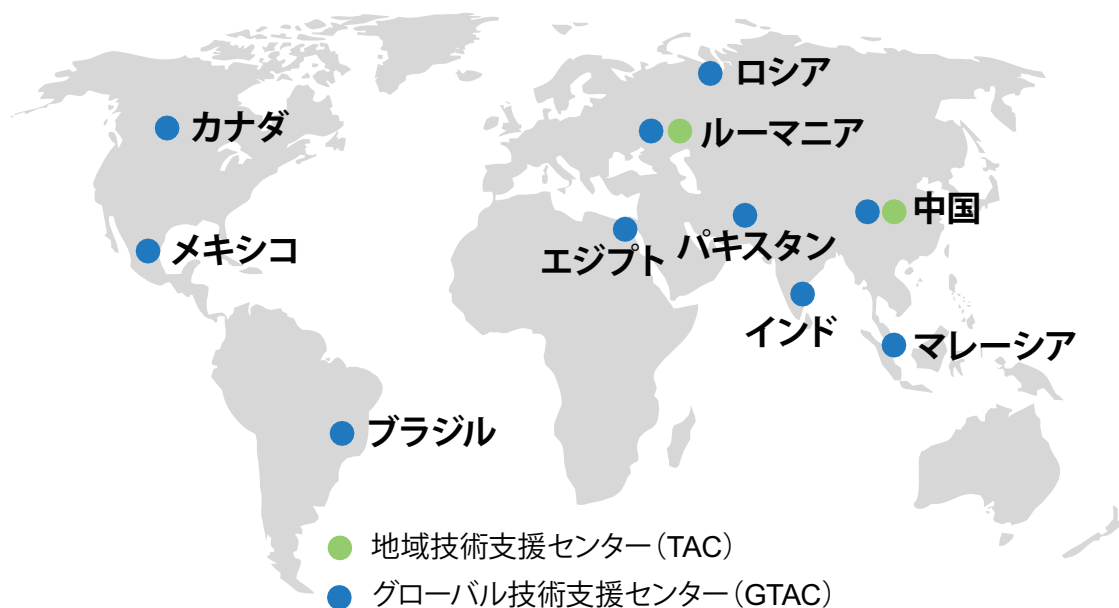 ロシア
カナダ
ルーマニア
中国
メキシコ
エジプト
パキスタン
インド
マレーシア
ブラジル
地域技術支援センター（TAC）
グローバル技術支援センター（GTAC）